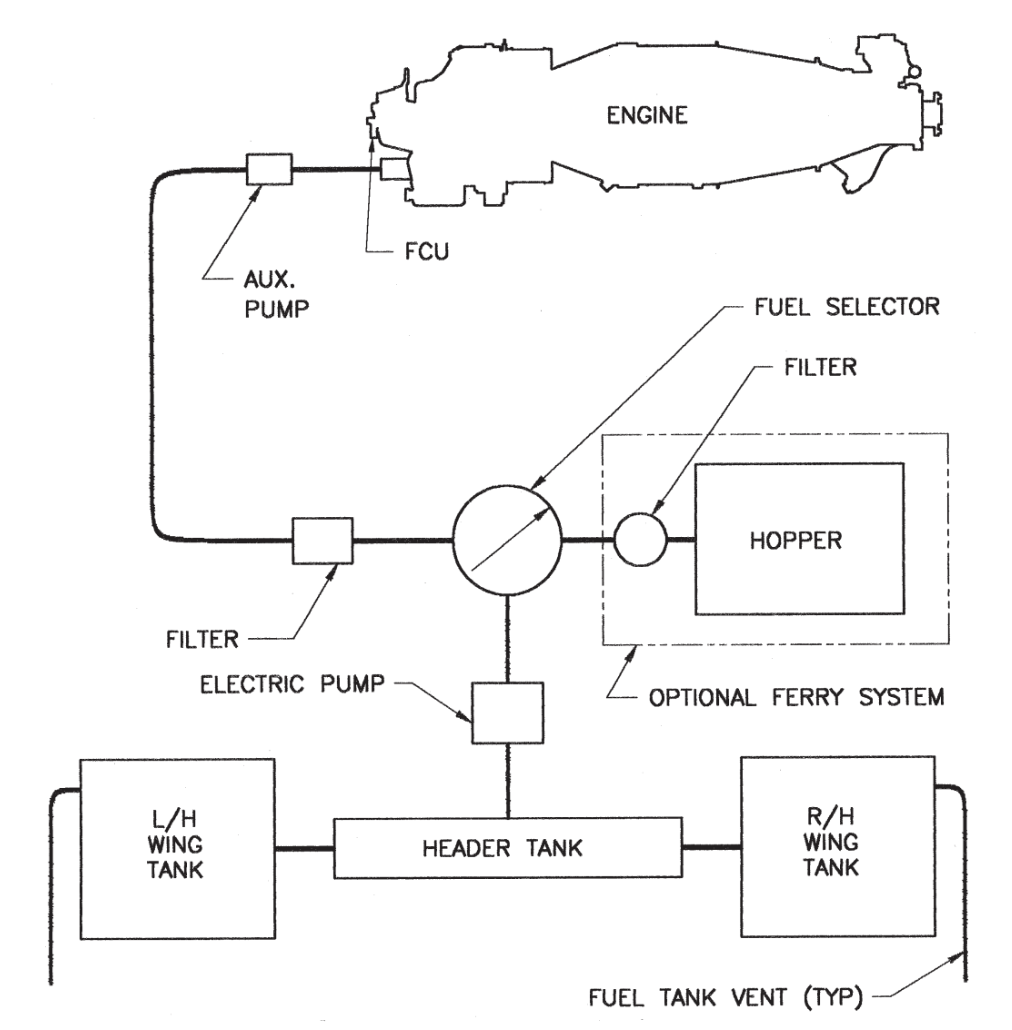 ENGINE
FCU
AUX.
PUMP
FUEL SELECTOR
FILTER
HOPPER
FILTER
ELECTRIC PUMP
OPTIONAL FERRY SYSTEM
L/H
WING
TANK
HEADER TANK
R/H
WING
TANK
FUEL TANK VENT (TYP)